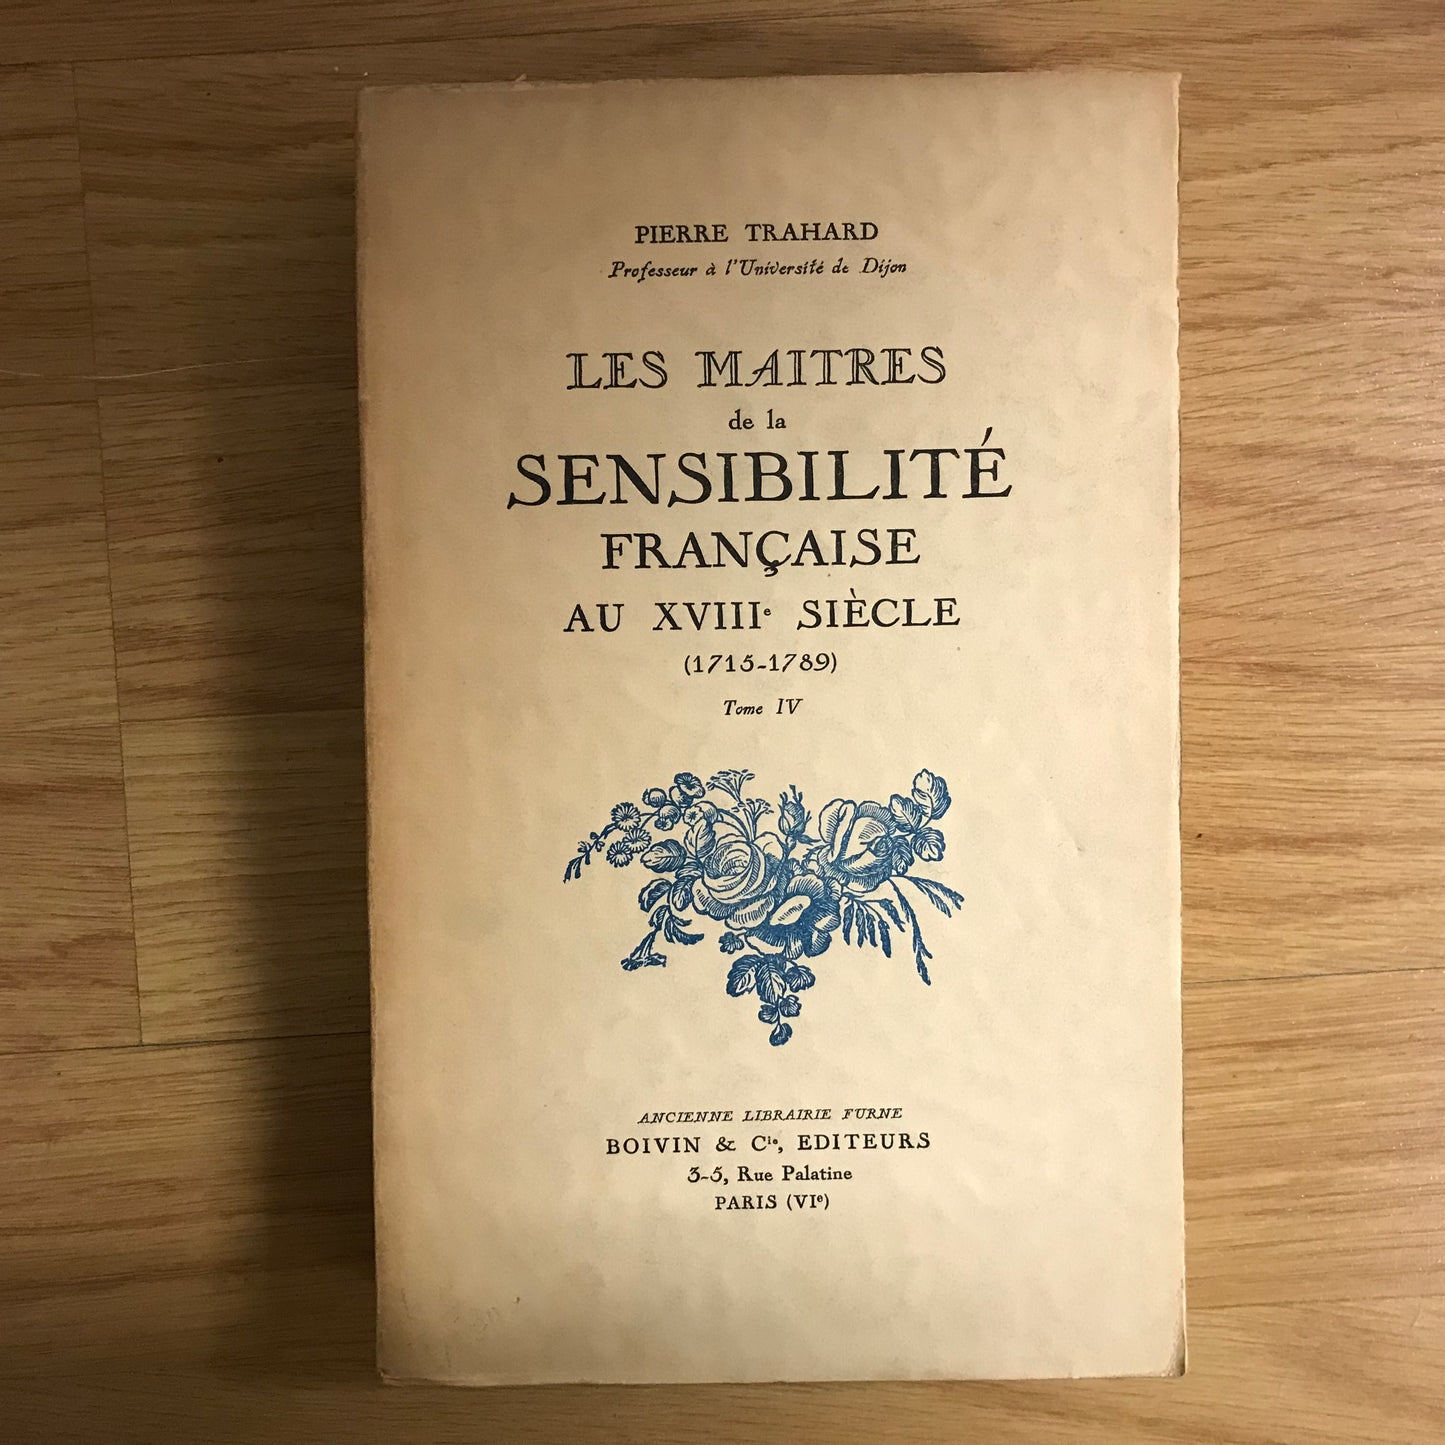 PIERRE TRAHARD
Professeur à l'Université de Dijon
LES MAITRES
de la
SENSIBILITÉ
FRANÇAISE
AU XVIIIe SIÈCLE
(1715-1789)
Tome IV
ANCIENNE LIBRAIRIE FURNE
BOIVIN & Cie, EDITEURS
3-5, Rue Palatine
PARIS (VIe)